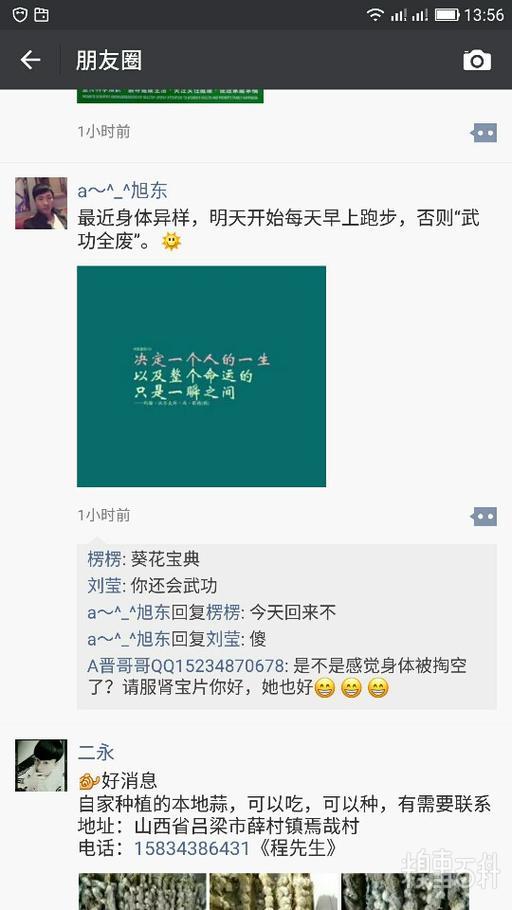 13:56
朋友圈
1小时前
a～^_^旭东
最近身体异样，明天开始每天早上跑步，否则“武
功全废”。
决定一个人的一生
以及整个命运的
只是一瞬之间
1小时前
楞楞: 葵花宝典
刘莹: 你还会武功
a～^_^旭东回复楞楞: 今天回来不
a～^_^旭东回复刘莹: 傻
A晋哥哥QQ15234870678: 是不是感觉身体被掏空
了？请服肾宝片你好，她也好😁😁😁
二永
好消息
自家种植的本地蒜，可以吃，可以种，有需要联系
地址：山西省吕梁市薛村镇焉哉村
电话：15834386431《程先生》